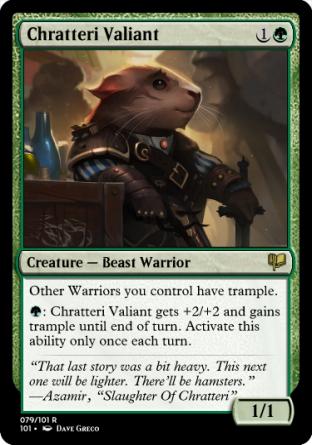 Chratteri Valiant 1
Creature — Beast Warrior
Other Warriors you control have trample.
: Chratteri Valiant gets +2/+2 and gains
trample until end of turn. Activate this
ability only once each turn.
“That last story was a bit heavy. This next
one will be lighter. There’ll be hamsters.”
—Azamir, “Slaughter Of Chratteri”
1/1
079/101 R
101 • Dave Greco